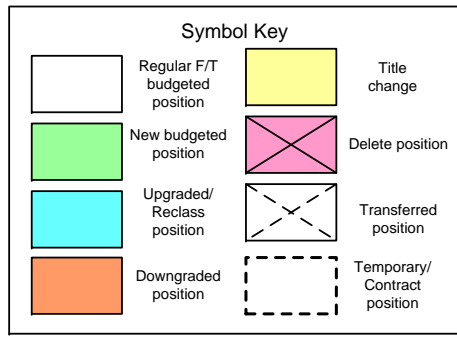 Symbol Key
Regular F/T
budgeted
position
New budgeted
position
Upgraded/
Reclass
position
Downgraded
position
Title
change
Delete position
Transferred
position
Temporary/
Contract
position